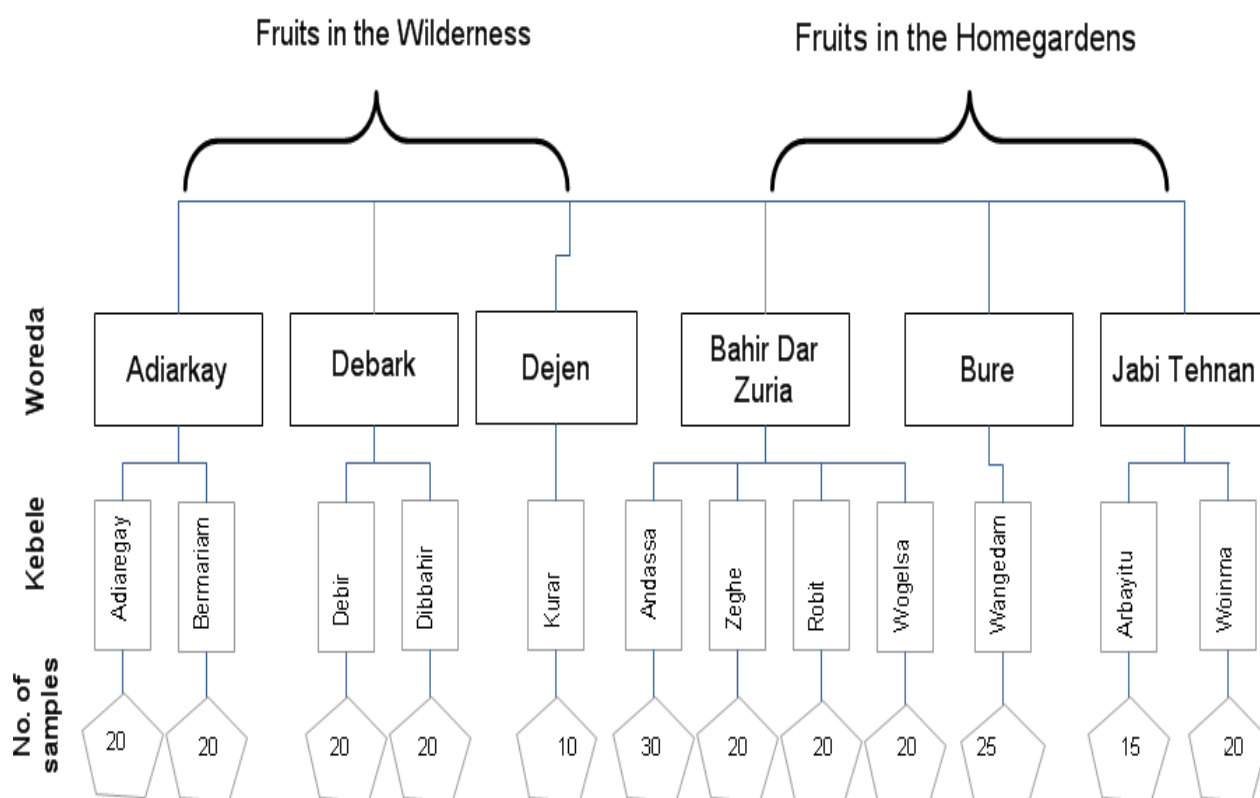 Fruits in the Wilderness
Fruits in the Homegardens
Woreda
Adiarkay
Debark
Dejen
Bahir Dar
Zuria
Bure
Jabi Tehnan
Kebele
Adiaregay
Bermariam
Debir
Dibbahir
Kurar
Andassa
Zeghe
Robit
Wogelsa
Wangedam
Arbayitu
Woinma
No. of
samples
20
20
20
20
10
30
20
20
20
25
15
20